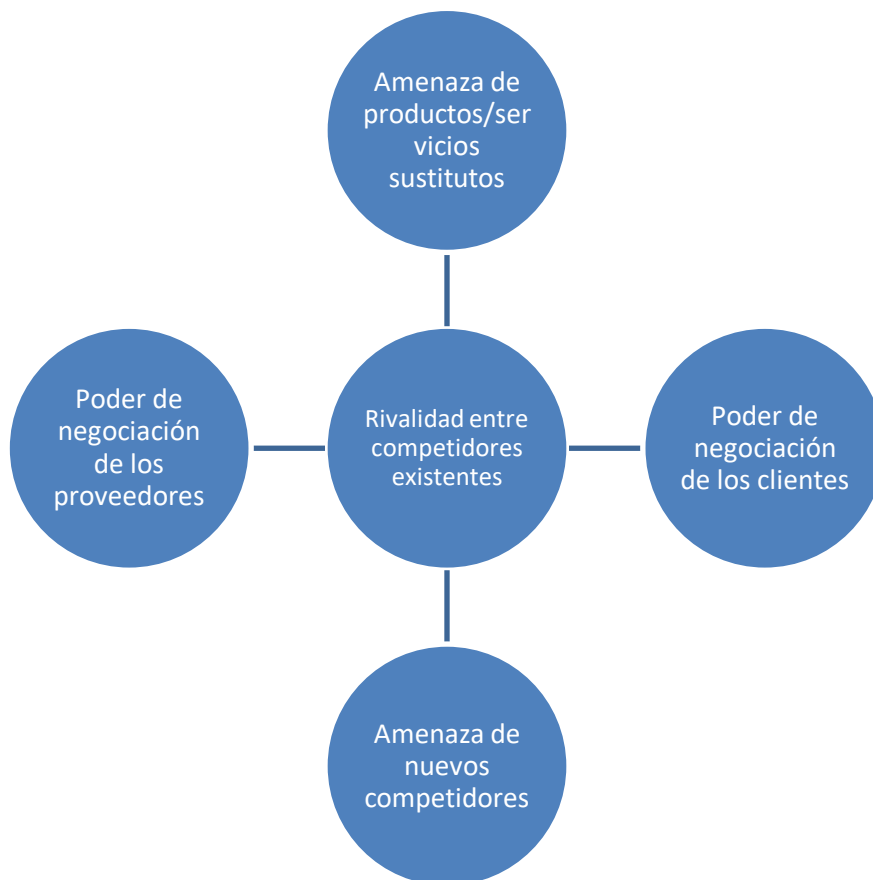 Amenaza de
productos/ser
vicios
sustitutos
Poder de
negociación
de los
proveedores
Rivalidad entre
competidores
existentes
Poder de
negociación
de los clientes
Amenaza de
nuevos
competidores